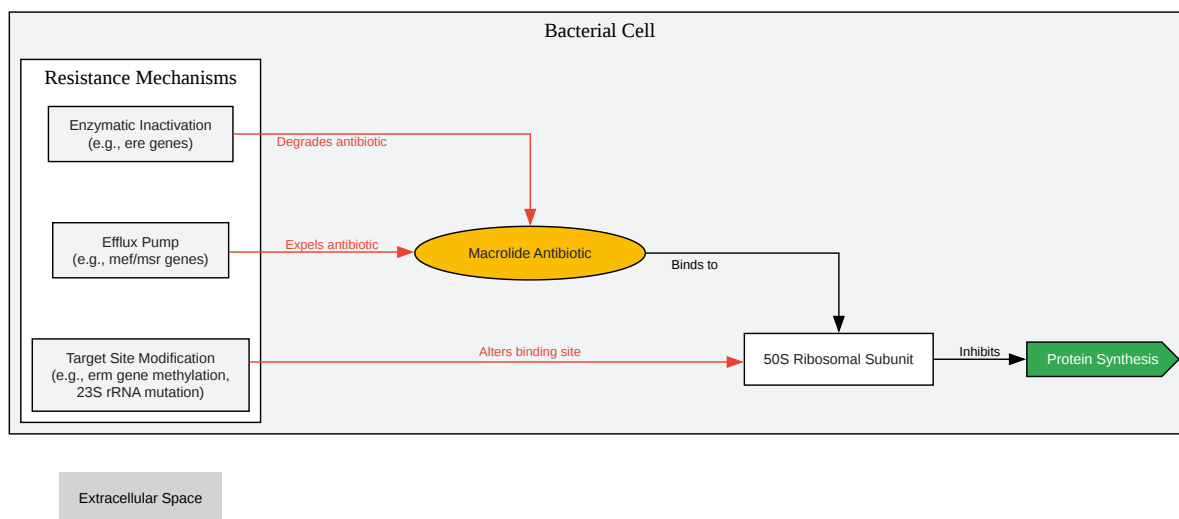 Bacterial Cell
Resistance Mechanisms
Enzymatic Inactivation
(e.g., ere genes)
Degrades antibiotic
Efflux Pump
(e.g., mef/msr genes)
Expels antibiotic
Macrolide Antibiotic
Binds to
Target Site Modification
(e.g., erm gene methylation,
23S rRNA mutation)
Alters binding site
50S Ribosomal Subunit
Inhibits
Protein Synthesis
Extracellular Space